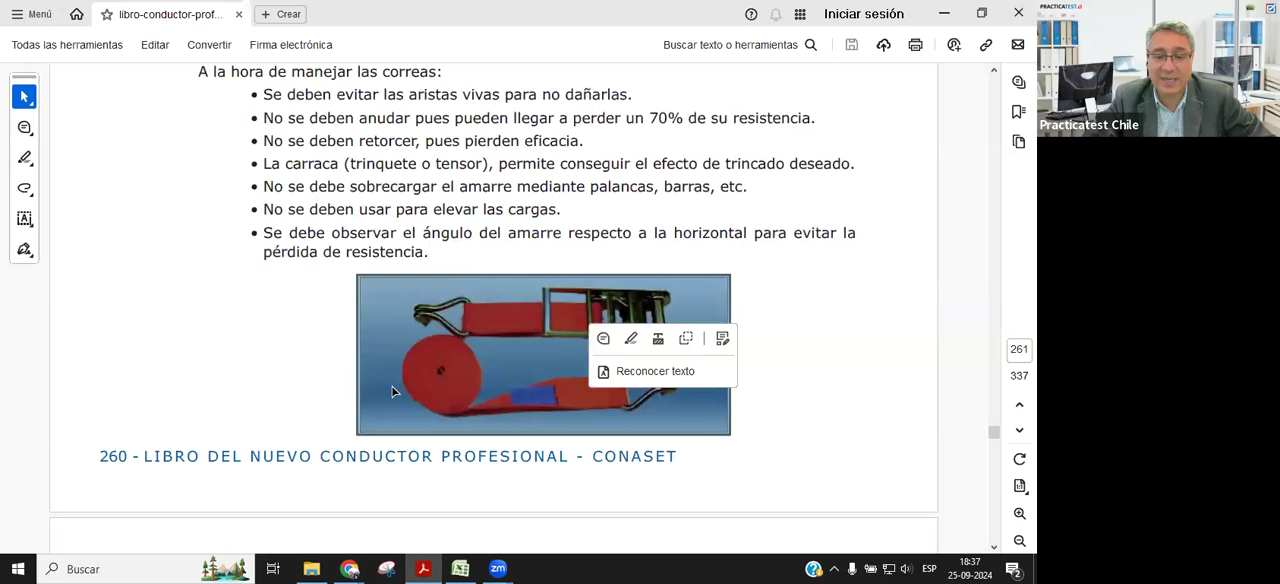 Menú
libro-conductor-prof...
Crear
Iniciar sesión
PRACTICATEST.cl
Todas las herramientas
Editar
Convertir
Firma electrónica
Buscar texto o herramientas
A la hora de manejar las correas:
• Se deben evitar las aristas vivas para no dañarlas.
• No se deben anudar pues pueden llegar a perder un 70% de su resistencia.
• No se deben retorcer, pues pierden eficacia.
• La carraca (trinquete o tensor), permite conseguir el efecto de trincado deseado.
• No se debe sobrecargar el amarre mediante palancas, barras, etc.
• No se deben usar para elevar las cargas.
• Se debe observar el ángulo del amarre respecto a la horizontal para evitar la
pérdida de resistencia.
Reconocer texto
260 - LIBRO DEL NUEVO CONDUCTOR PROFESIONAL - CONASET
261
337
Practicatest Chile
Buscar
ESP
18:37
25-09-2024
2